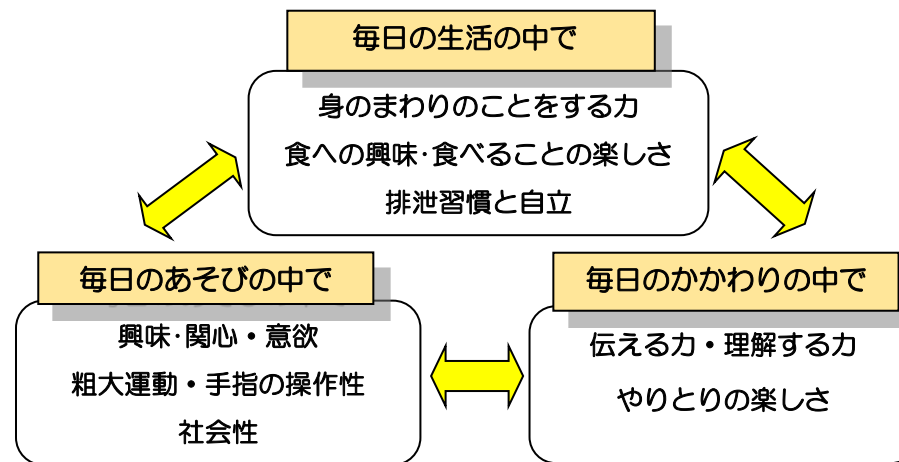 毎日の生活の中で
身のまわりのことをする力
食への興味･食べることの楽しさ
排泄習慣と自立
毎日のあそびの中で
興味･関心・意欲
粗大運動・手指の操作性
社会性
毎日のかかわりの中で
伝える力・理解する力
やりとりの楽しさ